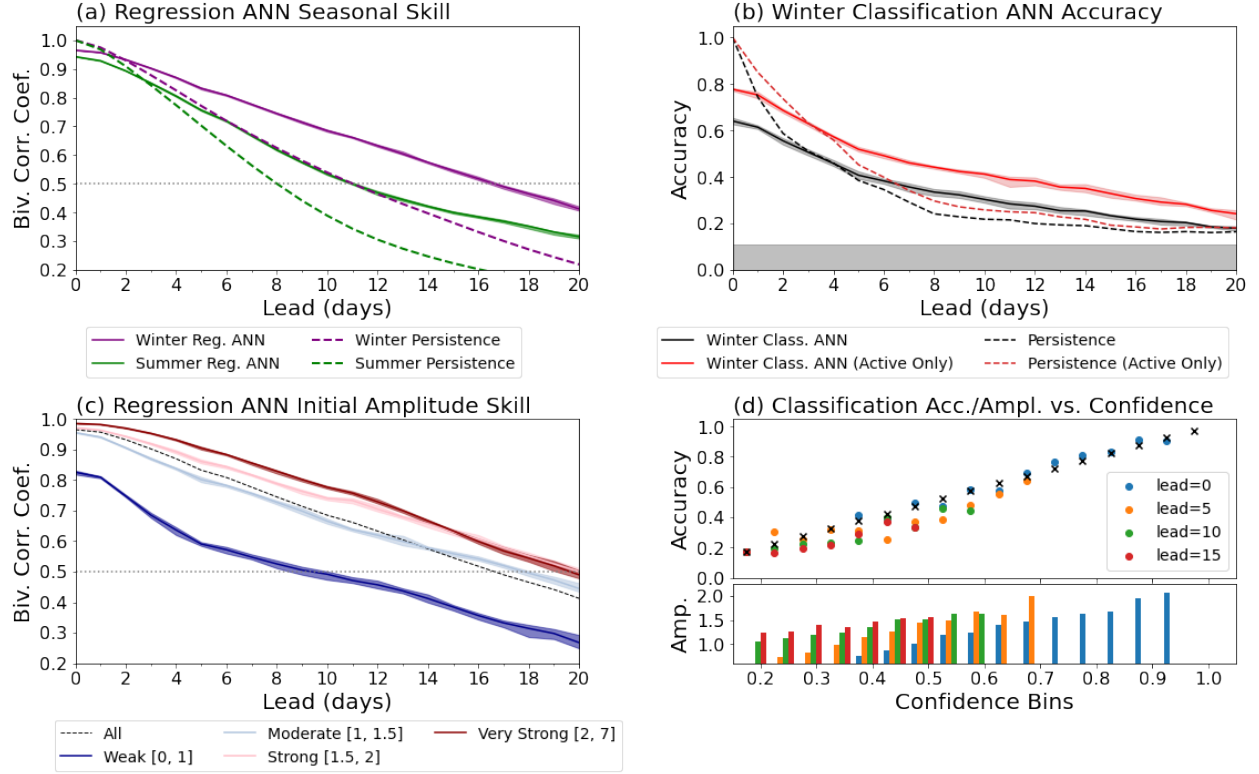 (a) Regression ANN Seasonal Skill
Biv. Corr. Coef.
1.0
0.9
0.8
0.7
0.6
0.5
0.4
0.3
0.2
0 2 4 6 8 10 12 14 16 18 20
Lead (days)
Winter Reg. ANN
Summer Reg. ANN
Winter Persistence
Summer Persistence
(b) Winter Classification ANN Accuracy
Accuracy
1.0
0.8
0.6
0.4
0.2
0.0
0 2 4 6 8 10 12 14 16 18 20
Lead (days)
Winter Class. ANN
Winter Class. ANN (Active Only)
Persistence
Persistence (Active Only)
(c) Regression ANN Initial Amplitude Skill
Biv. Corr. Coef.
1.0
0.9
0.8
0.7
0.6
0.5
0.4
0.3
0.2
0 2 4 6 8 10 12 14 16 18 20
Lead (days)
All
Weak [0, 1]
Moderate [1, 1.5]
Strong [1.5, 2]
Very Strong [2, 7]
(d) Classification Acc./Ampl. vs. Confidence
Accuracy
1.0
0.8
0.6
0.4
0.2
0.0
lead=0
lead=5
lead=10
lead=15
Amp.
2.0
1.5
1.0
0.2 0.3 0.4 0.5 0.6 0.7 0.8 0.9 1.0
Confidence Bins